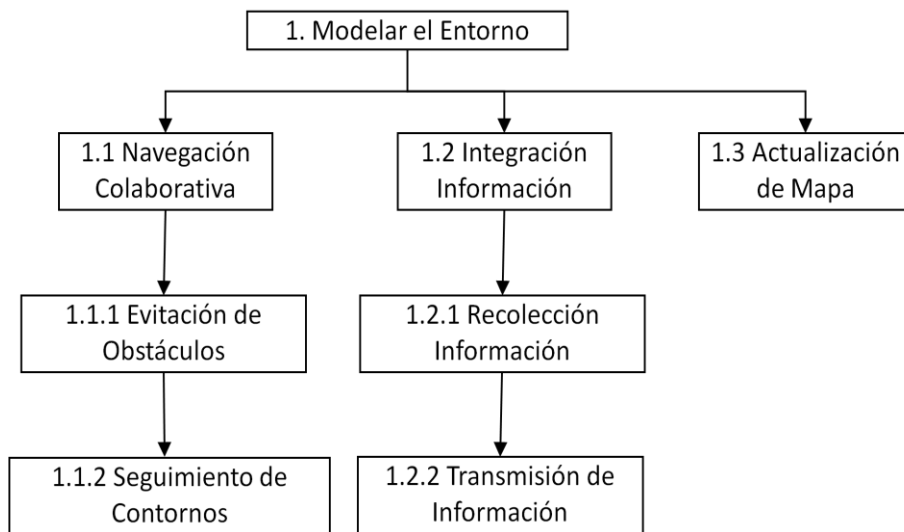 1. Modelar el Entorno
1.1 Navegación
Colaborativa
1.2 Integración
Información
1.3 Actualización
de Mapa
1.1.1 Evitación de
Obstáculos
1.2.1 Recolección
Información
1.1.2 Seguimiento de
Contornos
1.2.2 Transmisión de
Información